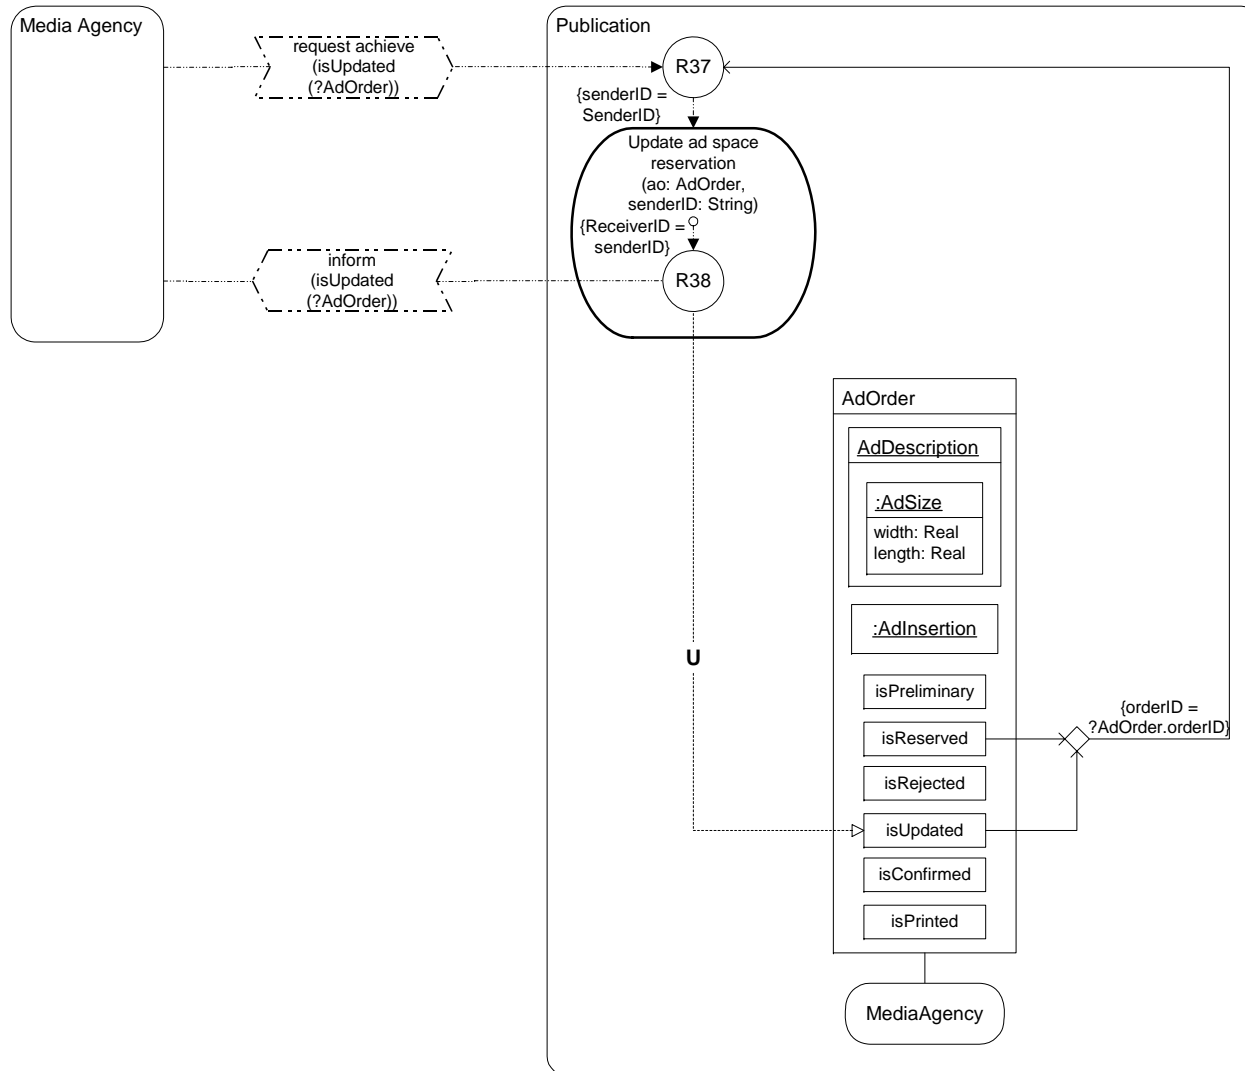 Media Agency
Publication
request achieve
(isUpdated
(?AdOrder))
R37
{senderID =
SenderID}
Update ad space
reservation
(ao: AdOrder,
senderID: String)
{ReceiverID =
senderID}
R38
inform
(isUpdated
(?AdOrder))
AdOrder
AdDescription
:AdSize
width: Real
length: Real
:AdInsertion
U
isPreliminary
{orderID =
?AdOrder.orderID}
isReserved
isRejected
isUpdated
isConfirmed
isPrinted
MediaAgency